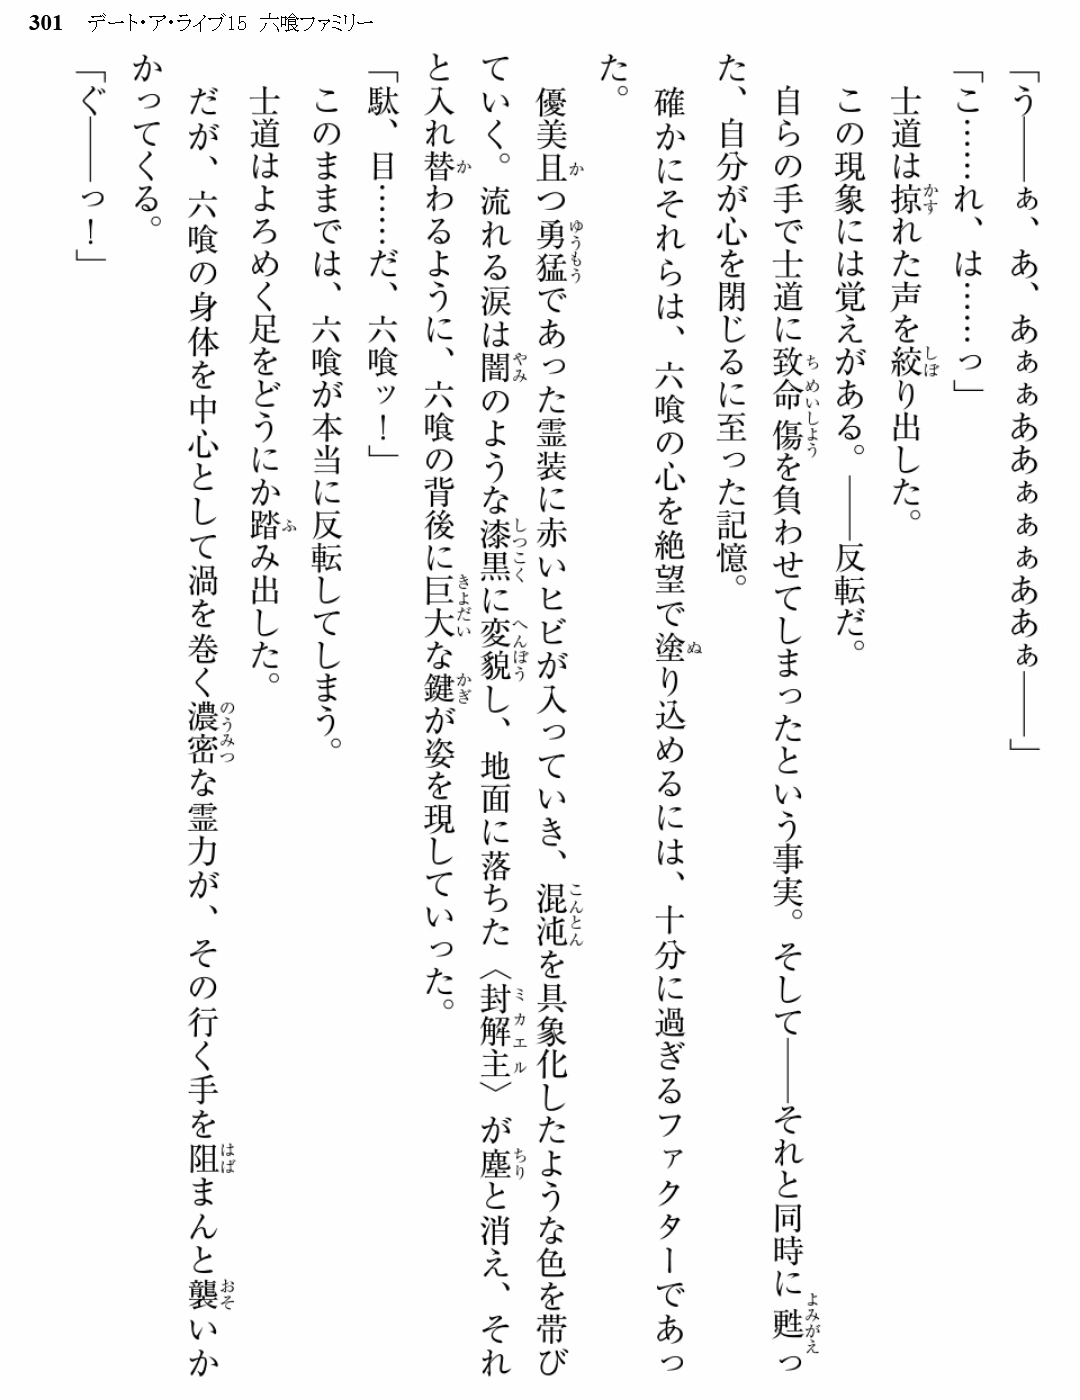 301 デート・ア・ライブ15 六喰ファミリー
「う――ぁ、あ、あぁぁああぁぁぁああぁ――」
「こ……れ、は……っ」
士道は掠れた声を絞り出した。
この現象には覚えがある。――反転だ。
自らの手で士道に致命傷を負わせてしまったという事実。そして――それと同時に甦っ
た、自分が心を閉じるに至った記憶。
確かにそれらは、六喰の心を絶望で塗り込めるには、十分に過ぎるファクターであっ
た。
優美且つ勇猛であった霊装に赤いヒビが入っていき、混沌を具象化したような色を帯び
ていく。流れる涙は闇のような漆黒に変貌し、地面に落ちた〈封解主〉が塵と消え、それ
と入れ替わるように、六喰の背後に巨大な鍵が姿を現していった。
「駄、目……だ、六喰ッ！」
このままでは、六喰が本当に反転してしまう。
士道はよろめく足をどうにか踏み出した。
だが、六喰の身体を中心として渦を巻く濃密な霊力が、その行く手を阻まんと襲いか
かってくる。
「ぐ――っ！」